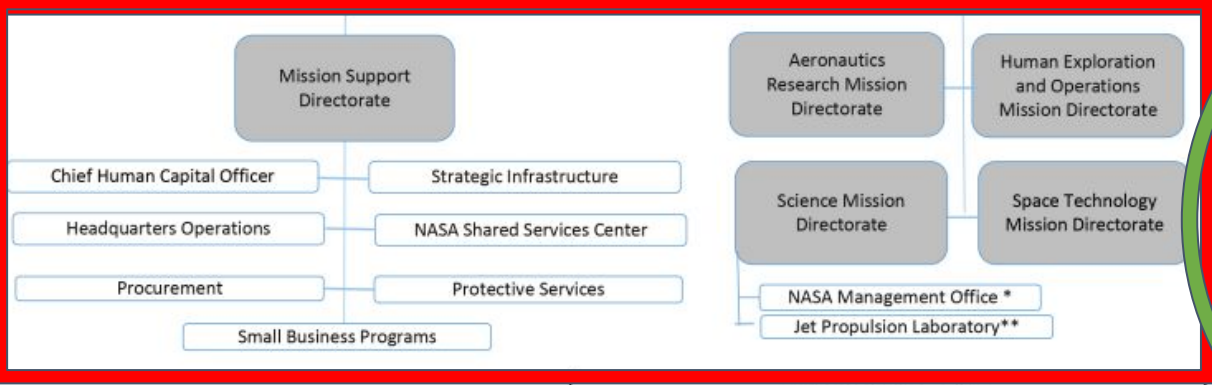 Mission Support
Directorate
Chief Human Capital Officer
Strategic Infrastructure
Headquarters Operations
NASA Shared Services Center
Procurement
Protective Services
Small Business Programs
Aeronautics
Research Mission
Directorate
Human Exploration
and Operations
Mission Directorate
Science Mission
Directorate
Space Technology
Mission Directorate
NASA Management Office *
Jet Propulsion Laboratory**